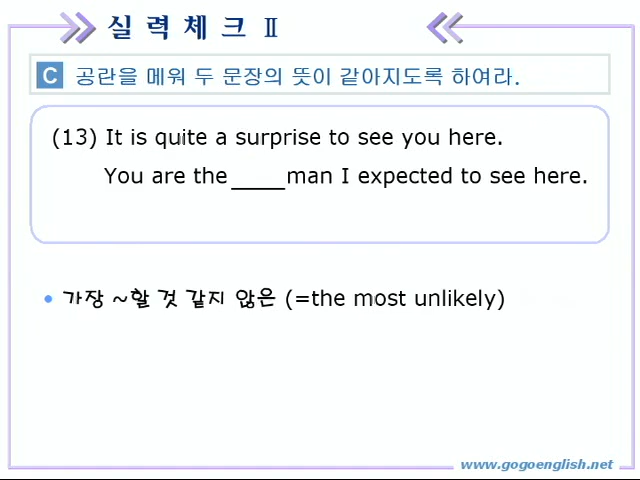 실 력 체 크 Ⅱ
C 공란을 메워 두 문장의 뜻이 같아지도록 하여라.
(13) It is quite a surprise to see you here.
You are the ____ man I expected to see here.
• 가장 ~할 것 같지 않은 (=the most unlikely)
www.gogoenglish.net